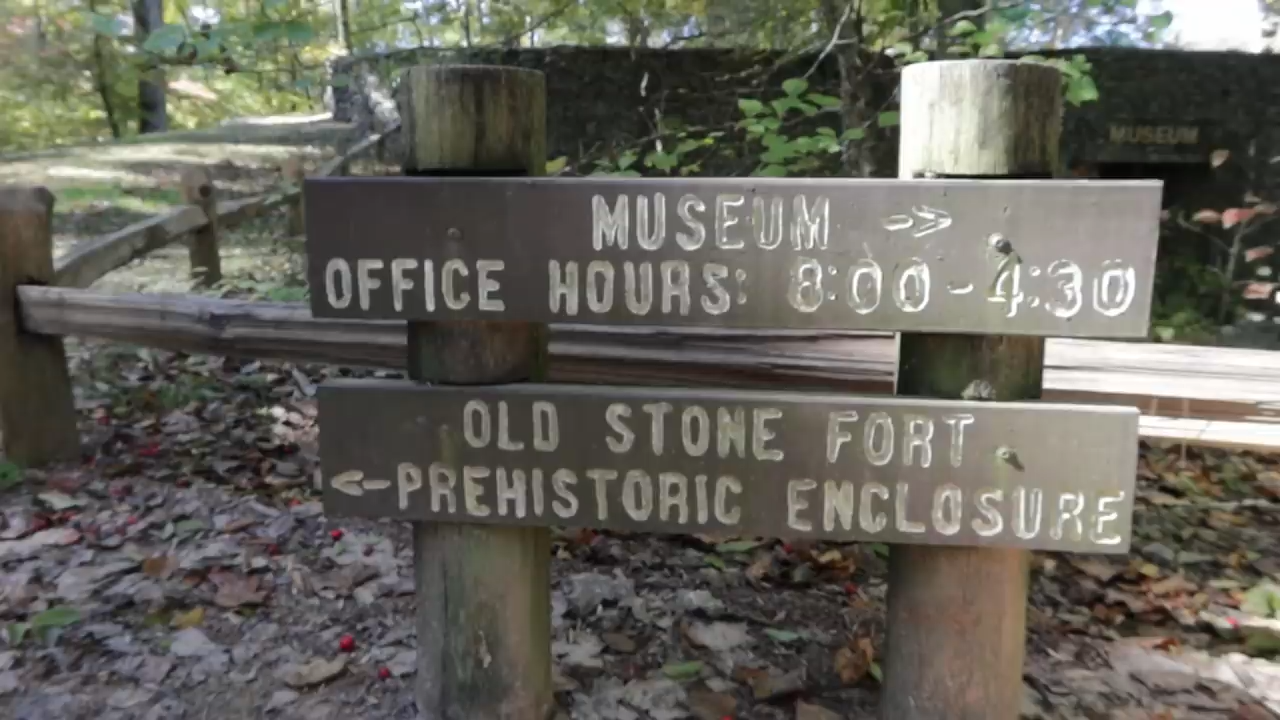 MUSEUM
MUSEUM ->>
OFFICE HOURS: 8:00-4:30
OLD STONE FORT
<-PREHISTORIC ENCLOSURE